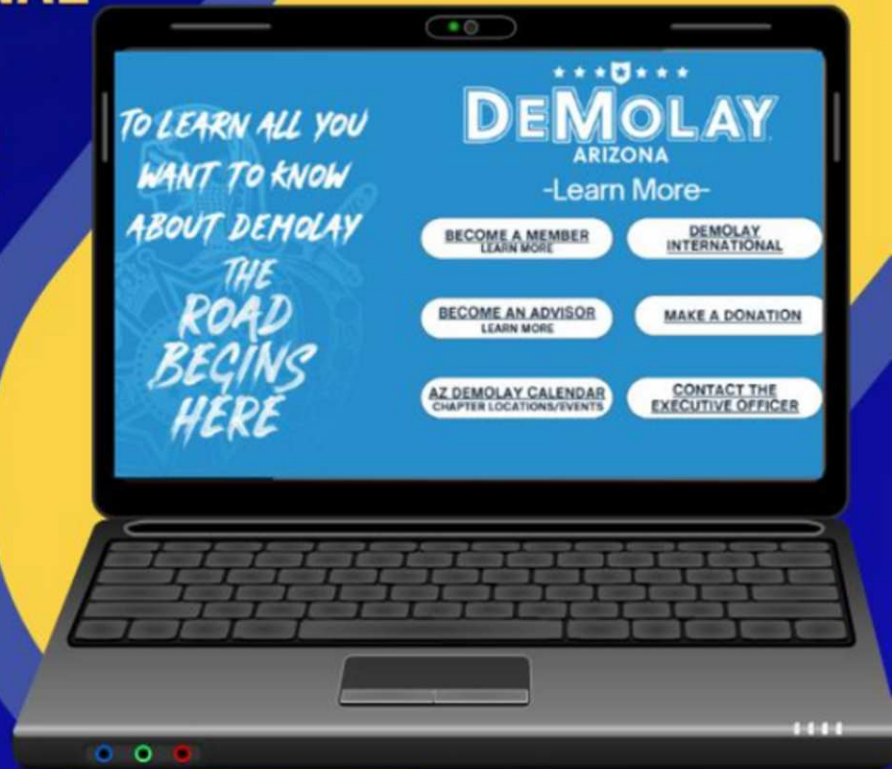 TO LEARN ALL YOU
WANT TO KNOW
ABOUT DEMOLAY
THE
ROAD
BEGINS
HERE
DEMOLAY
ARIZONA
-Learn More-
BECOME A MEMBER
LEARN MORE
DEMOLAY
INTERNATIONAL
BECOME AN ADVISOR
LEARN MORE
MAKE A DONATION
AZ DEMOLAY CALENDAR
CHAPTER LOCATIONS/EVENTS
CONTACT THE
EXECUTIVE OFFICER